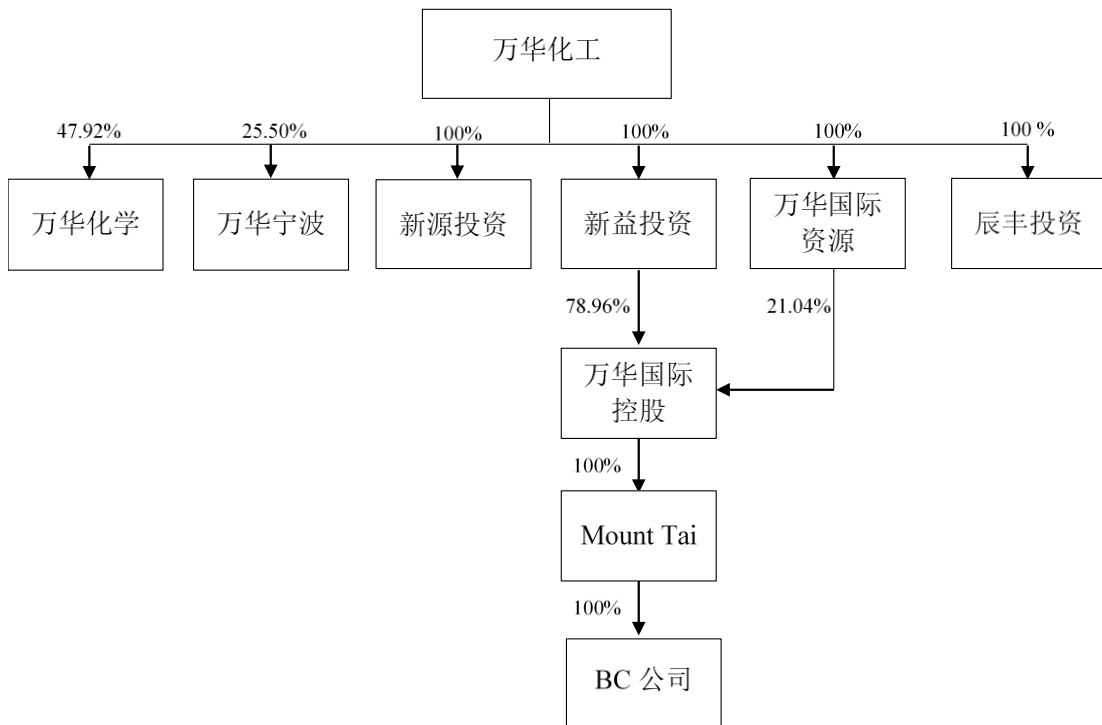 万华化工
47.92%
25.50%
100%
100%
100%
100 %
万华化学
万华宁波
新源投资
新益投资
万华国际
资源
辰丰投资
78.96%
21.04%
万华国际
控股
100%
Mount Tai
100%
BC 公司